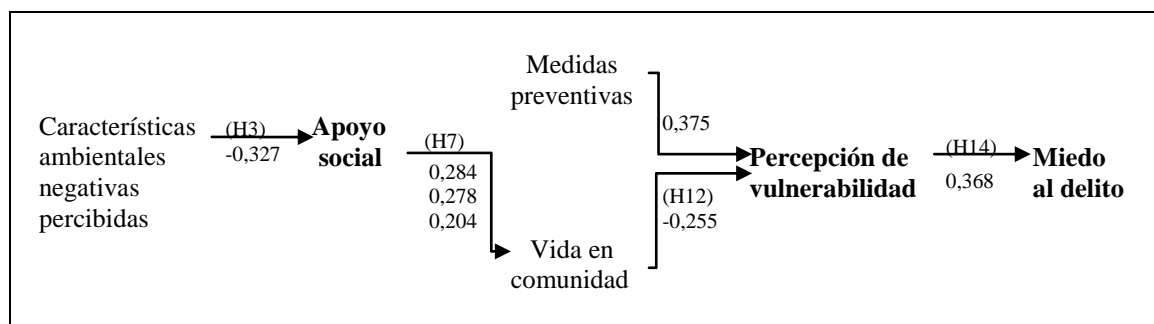 Características
ambientales
negativas
percibidas
(H3)
-0,327
Apoyo
social
(H7)
0,284
0,278
0,204
Medidas
preventivas
0,375
Vida en
comunidad
(H12)
-0,255
Percepción de
vulnerabilidad
(H14)
0,368
Miedo
al delito